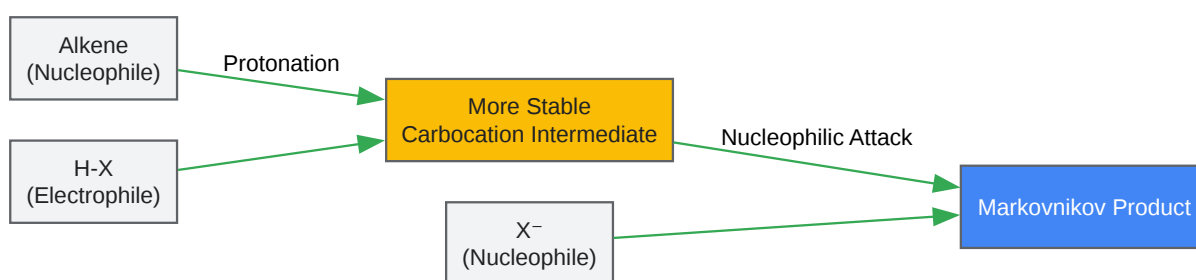 Alkene
(Nucleophile)
Protonation
H-X
(Electrophile)
More Stable
Carbocation Intermediate
Nucleophilic Attack
X⁻
(Nucleophile)
Markovnikov Product